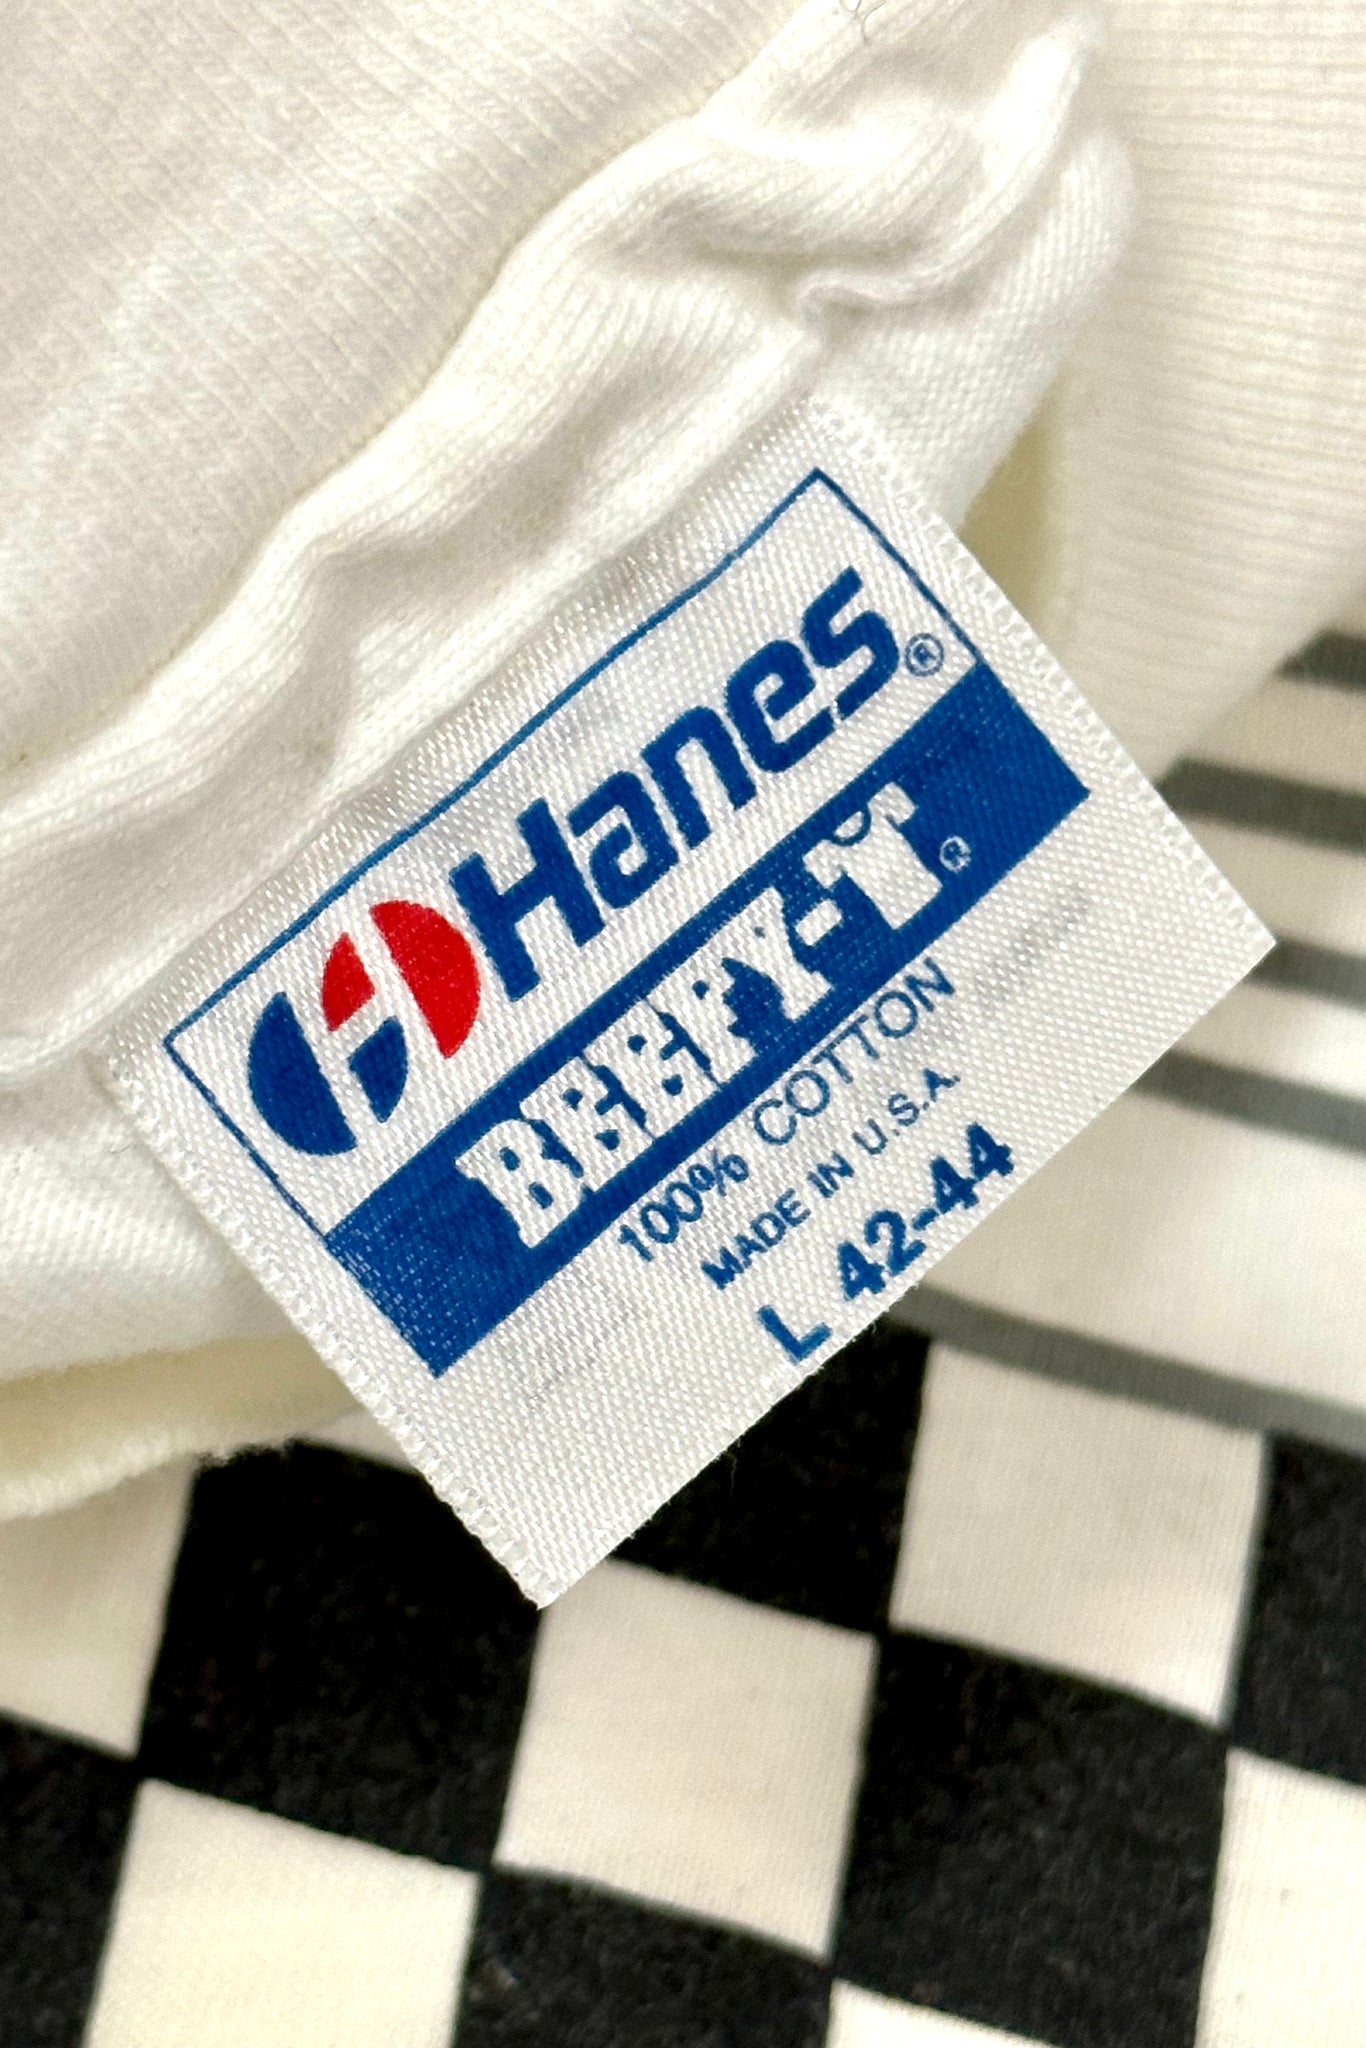 Hanes®
BEEFY-T®
100% COTTON
MADE IN U.S.A.
L 42-44